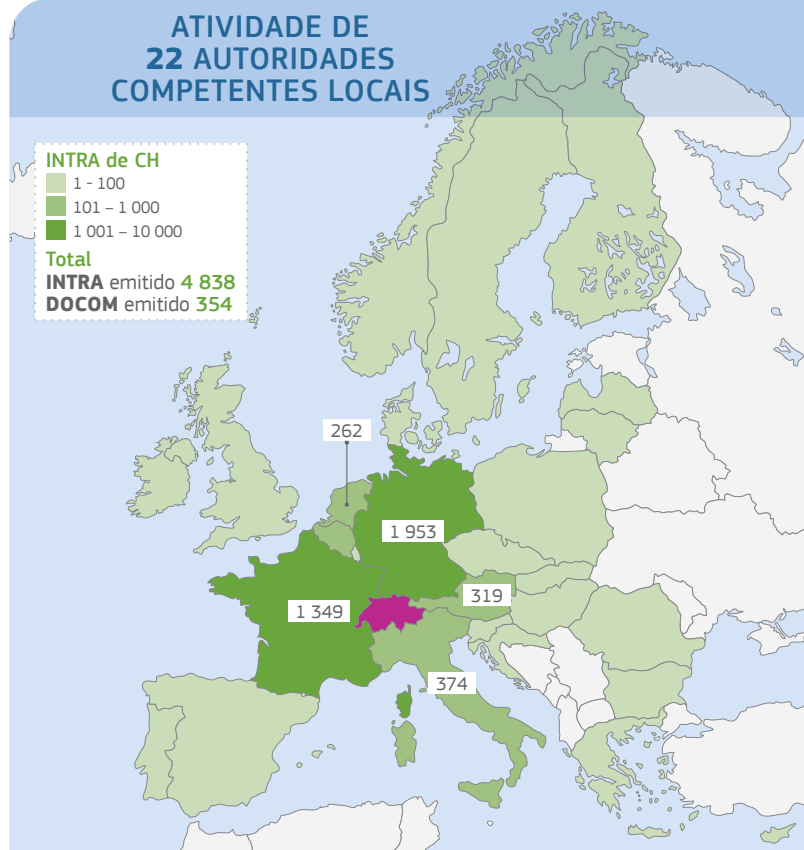 ATIVIDADE DE
22 AUTORIDADES
COMPETENTES LOCAIS
INTRA de CH
1 - 100
101 – 1 000
1 001 – 10 000
Total
INTRA emitido 4 838
DOCOM emitido 354
262
1 953
319
1 349
374